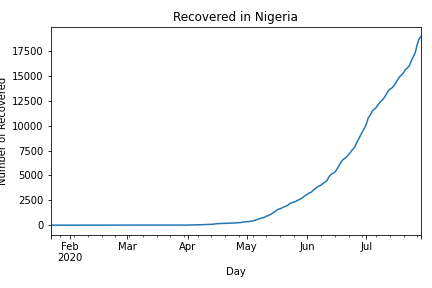 Recovered in Nigeria
Number of Recovered
17500
15000
12500
10000
7500
5000
2500
0
Feb
2020
Mar
Apr
May
Jun
Jul
Day